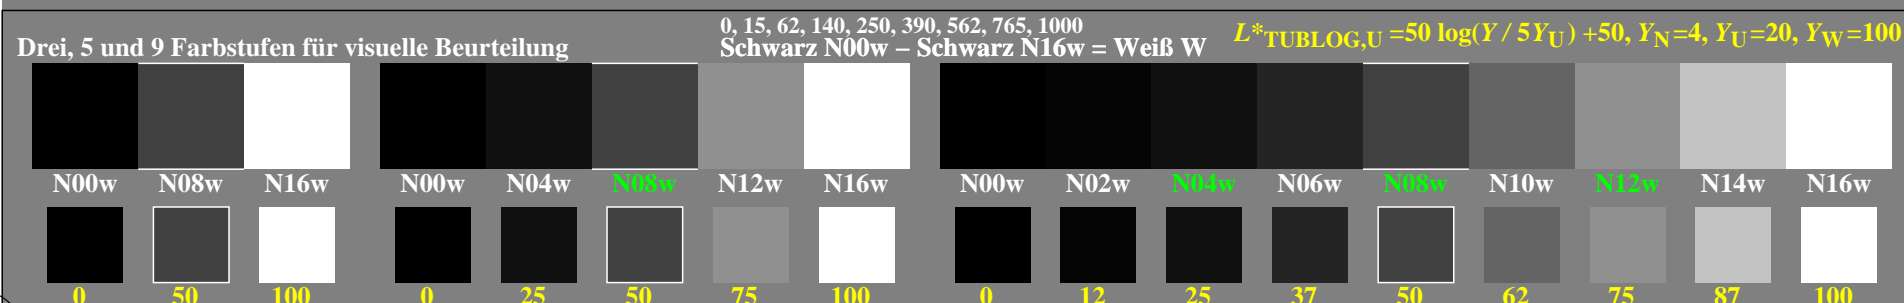 Drei, 5 und 9 Farbstufen für visuelle Beurteilung
0, 15, 62, 140, 250, 390, 562, 765, 1000
Schwarz N00w – Schwarz N16w = Weiß W
L*TUBLOG,U =50 log(Y / 5YU) +50, YN=4, YU=20, YW=100
N00w N08w N16w N00w N04w N08w N12w N16w N00w N02w N04w N06w N08w N10w N12w N14w N16w
0 50 100 0 25 50 75 100 0 12 25 37 50 62 75 87 100